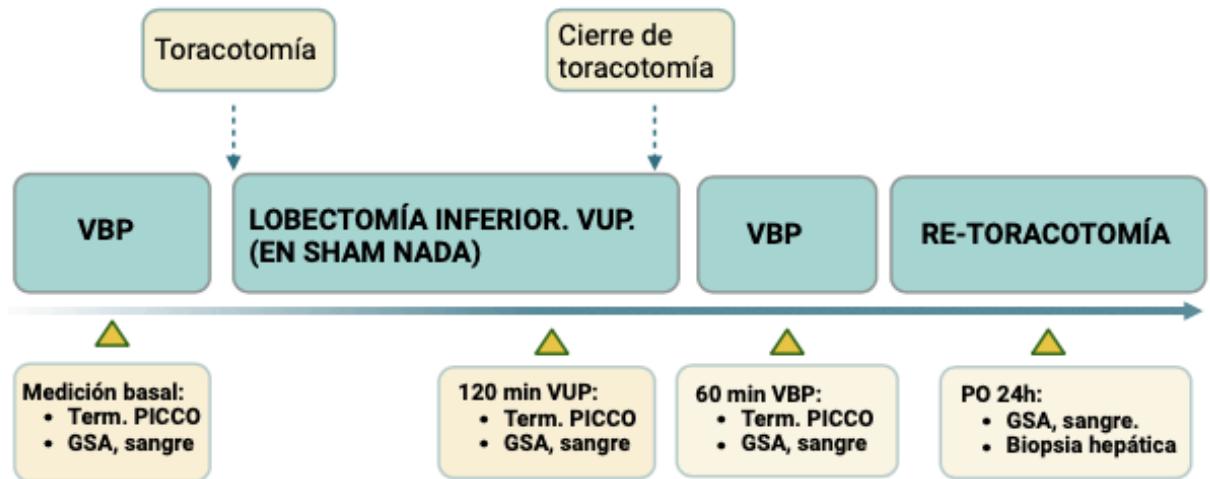 Toracotomía
Cierre de
toracotomía
VBP
LOBECTOMÍA INFERIOR. VUP.
(EN SHAM NADA)
VBP
RE-TORACOTOMÍA
Medición basal:
• Term. PICCO
• GSA, sangre
120 min VUP:
• Term. PICCO
• GSA, sangre
60 min VBP:
• Term. PICCO
• GSA, sangre
PO 24h:
• GSA, sangre.
• Biopsia hepática